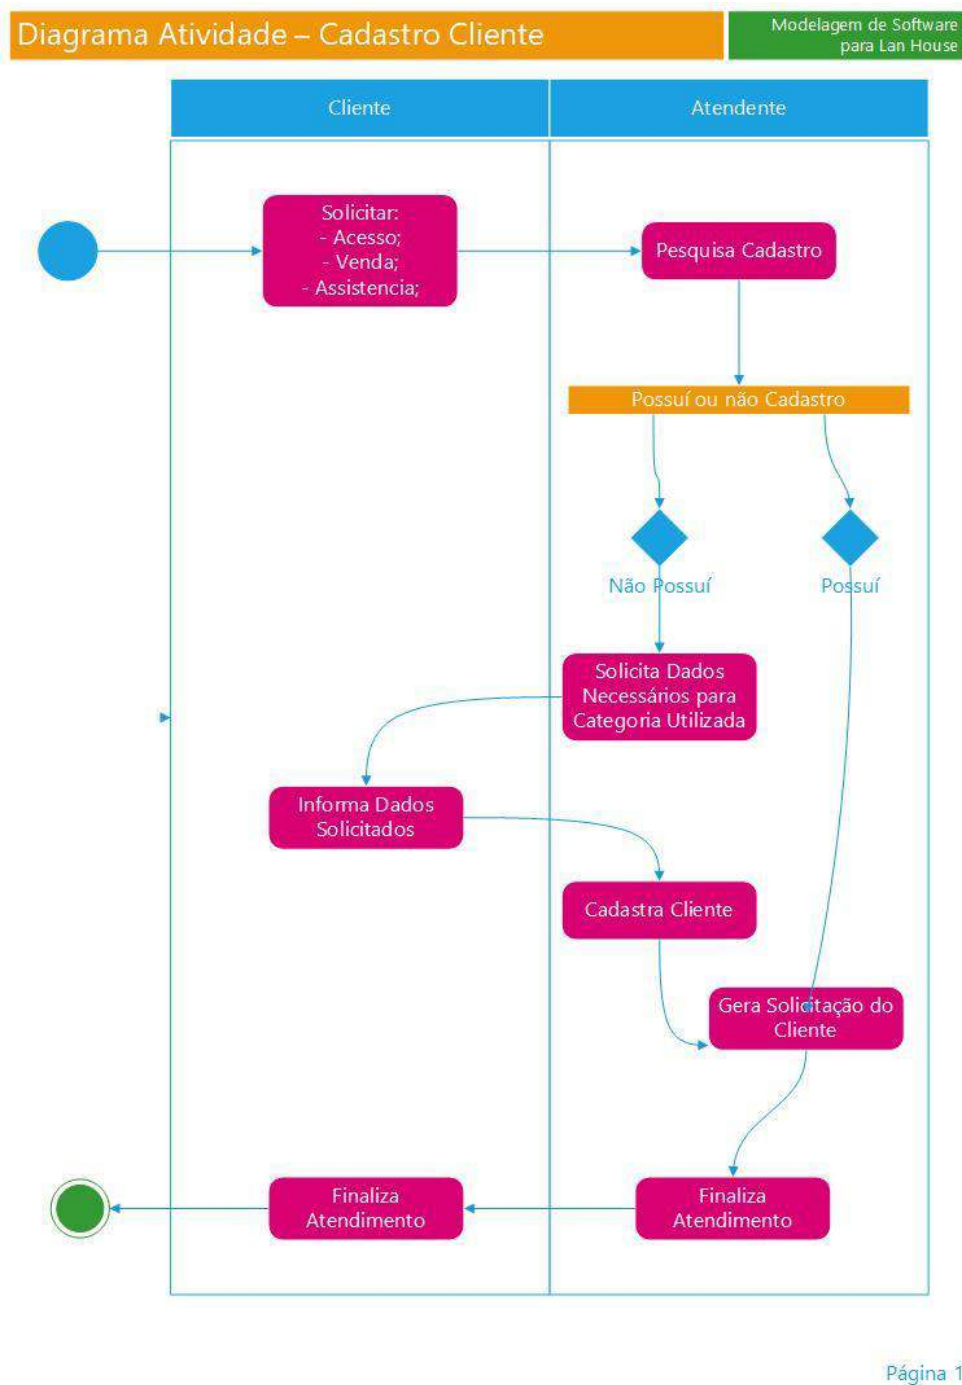 Diagrama Atividade – Cadastro Cliente
Modelagem de Software
para Lan House
Cliente
Atendente
Solicitar:
- Acesso;
- Venda;
- Assistencia;
Pesquisa Cadastro
Possuí ou não Cadastro
Não Possuí
Possuí
Solicita Dados
Necessários para
Categoria Utilizada
Informa Dados
Solicitados
Cadastra Cliente
Gera Solicitação do
Cliente
Finaliza
Atendimento
Finaliza
Atendimento
Página 1